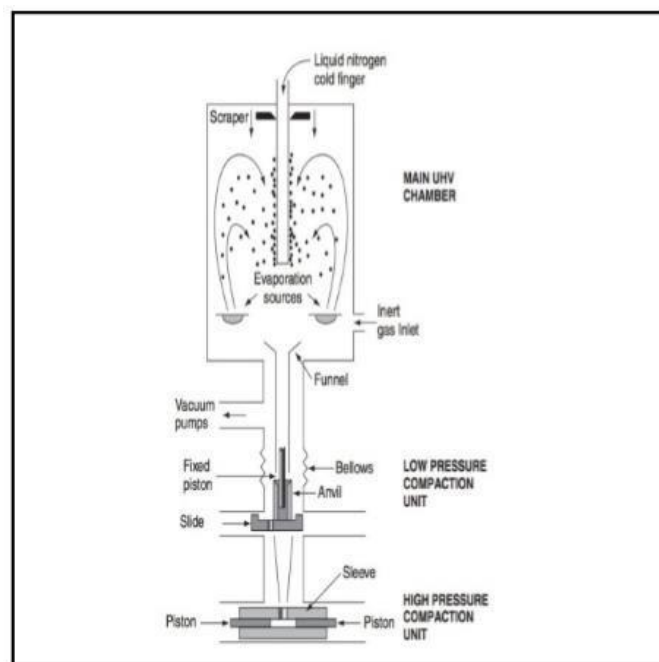 Liquid nitrogen
cold finger
Scraper
MAIN UHV
CHAMBER
Evaporation
sources
Inert
gas Inlet
Funnel
Vacuum
pumps
Fixed
piston
Bellows
LOW PRESSURE
COMPACTION
UNIT
Anvil
Slide
Sleeve
HIGH PRESSURE
COMPACTION
UNIT
Piston
Piston